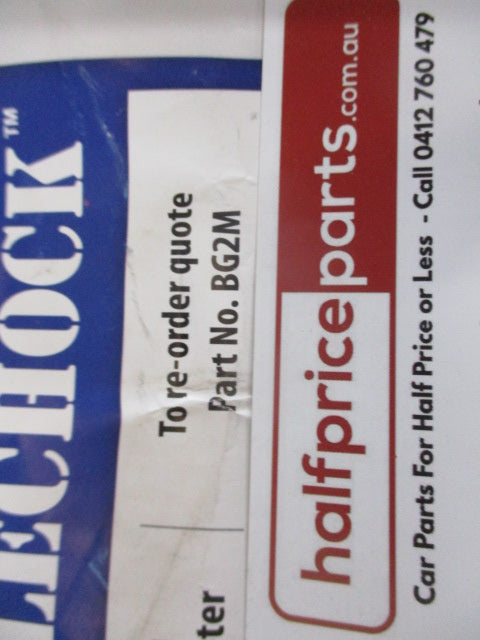 LECHOCK™
To re-order quote
Part No. BG2M
ter
halfpriceparts.com.au
Car Parts For Half Price or Less - Call 0412 760 479